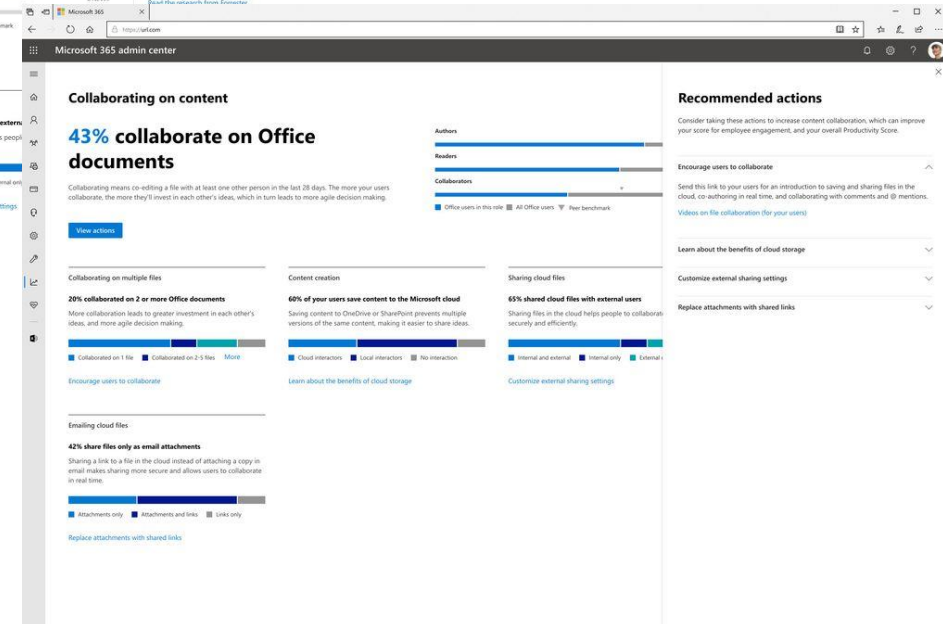 Read the research from Forrester
mark
Microsoft 365
https://url.com
Microsoft 365 admin center
externa
s peopl
rnal only
ttings
Collaborating on content
43% collaborate on Office
documents
Collaborating means co-editing a file with at least one other person in the last 28 days. The more your users
collaborate, the more they'll invest in each other's ideas, which in turn leads to more agile decision making.
View actions
Authors
Readers
Collaborators
Office users in this role All Office users Peer benchmark
Collaborating on multiple files
20% collaborated on 2 or more Office documents
More collaboration leads to greater investment in each other's
ideas, and more agile decision making.
Collaborated on 1 file Collaborated on 2-5 files More
Encourage users to collaborate
Content creation
60% of your users save content to the Microsoft cloud
Saving content to OneDrive or SharePoint prevents multiple
versions of the same content, making it easier to share ideas.
Cloud interactors Local interactors No interaction
Learn about the benefits of cloud storage
Sharing cloud files
65% shared cloud files with external users
Sharing files in the cloud helps people to collaborat
securely and efficiently.
Internal and external Internal only External o
Customize external sharing settings
Emailing cloud files
42% share files only as email attachments
Sharing a link to a file in the cloud instead of attaching a copy in
email makes sharing more secure and allows users to collaborate
in real time.
Attachments only Attachments and links Links only
Replace attachments with shared links
Recommended actions
Consider taking these actions to increase content collaboration, which can improve
your score for employee engagement, and your overall Productivity Score.
Encourage users to collaborate
Send this link to your users for an introduction to saving and sharing files in the
cloud, co-authoring in real time, and collaborating with comments and @ mentions.
Videos on file collaboration (for your users)
Learn about the benefits of cloud storage
Customize external sharing settings
Replace attachments with shared links